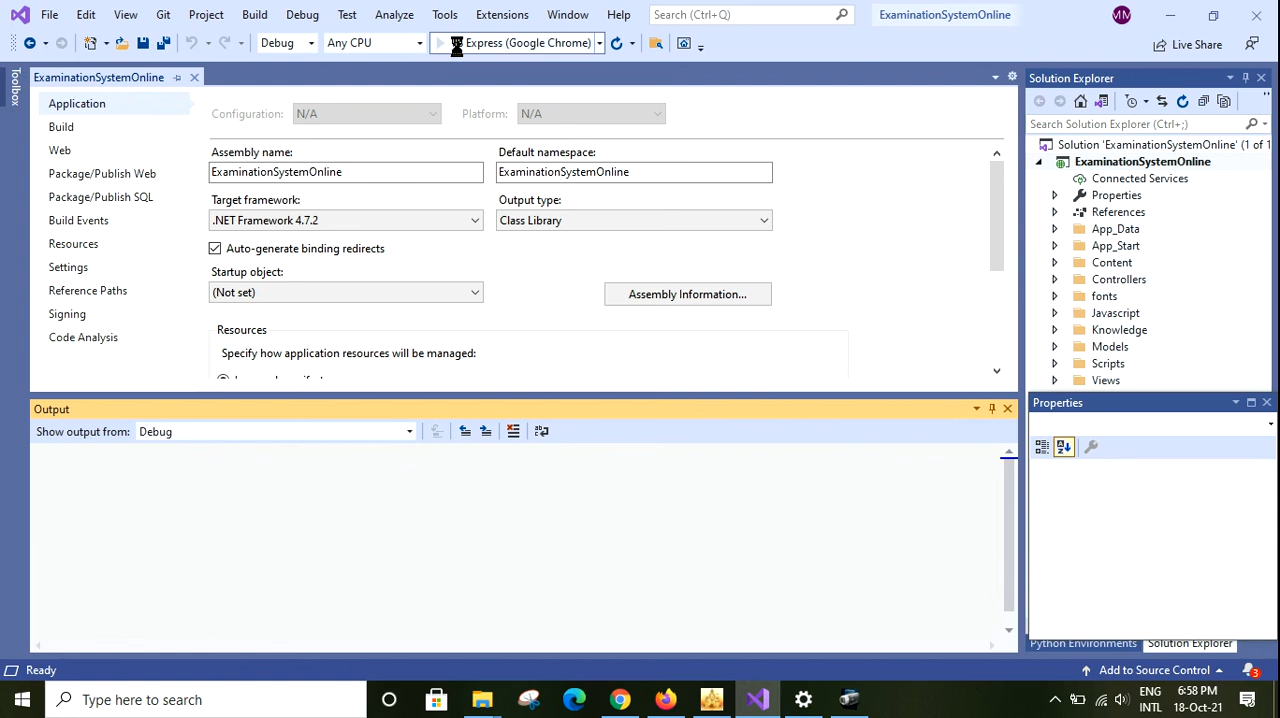 File Edit View Git Project Build Debug Test Analyze Tools Extensions Window Help Search (Ctrl+Q) ExaminationSystemOnline MM
Debug Any CPU Express (Google Chrome) Live Share
Toolbox
ExaminationSystemOnline
Application
Build
Web
Package/Publish Web
Package/Publish SQL
Build Events
Resources
Settings
Reference Paths
Signing
Code Analysis
Configuration: N/A Platform: N/A
Assembly name: Default namespace:
ExaminationSystemOnline ExaminationSystemOnline
Target framework: Output type:
.NET Framework 4.7.2 Class Library
Auto-generate binding redirects
Startup object:
(Not set) Assembly Information...
Resources
Specify how application resources will be managed:
Output
Show output from: Debug
Solution Explorer
Search Solution Explorer (Ctrl+;)
Solution 'ExaminationSystemOnline' (1 of 1
ExaminationSystemOnline
Connected Services
Properties
References
App_Data
App_Start
Content
Controllers
fonts
Javascript
Knowledge
Models
Scripts
Views
Properties
Python Environments Solution Explorer
Ready Add to Source Control 3
Type here to search
ENG 6:58 PM
INTL 18-Oct-21